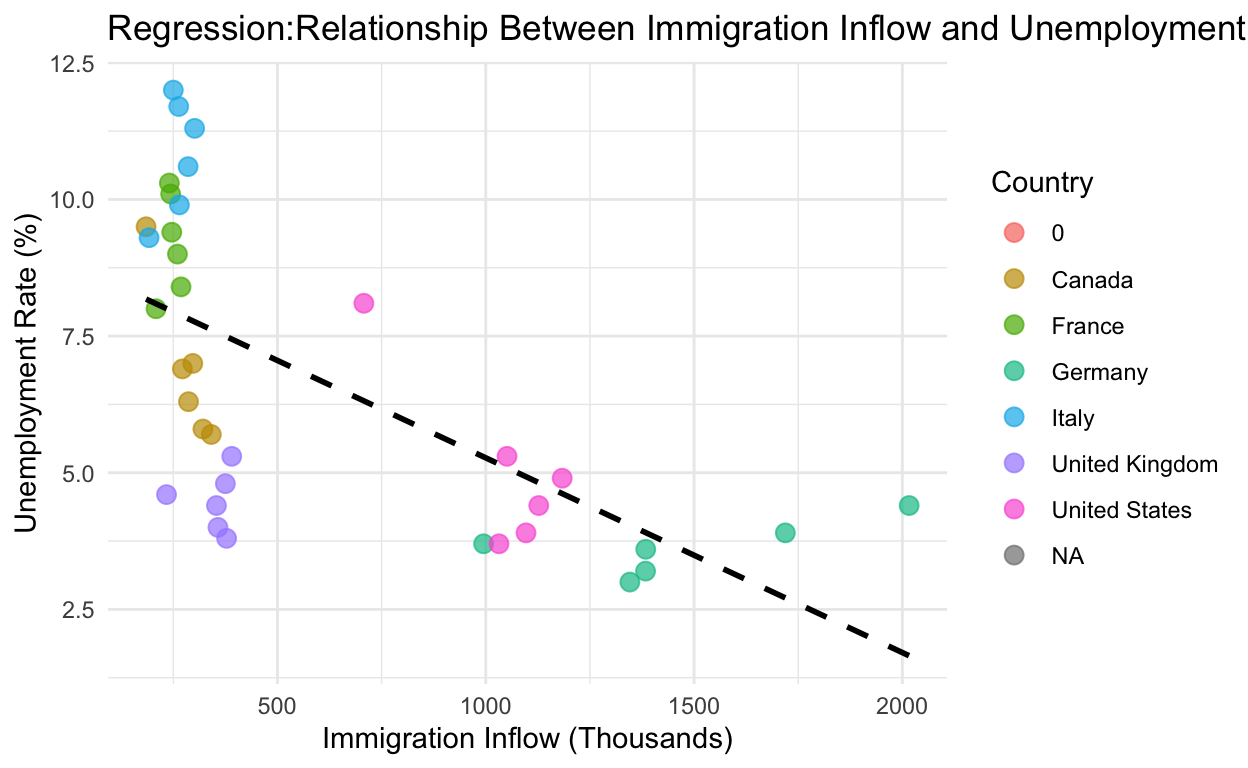 Regression:Relationship Between Immigration Inflow and Unemployment
Unemployment Rate (%)
12.5
10.0
7.5
5.0
2.5
500
1000
1500
2000
Immigration Inflow (Thousands)
Country
0
Canada
France
Germany
Italy
United Kingdom
United States
NA